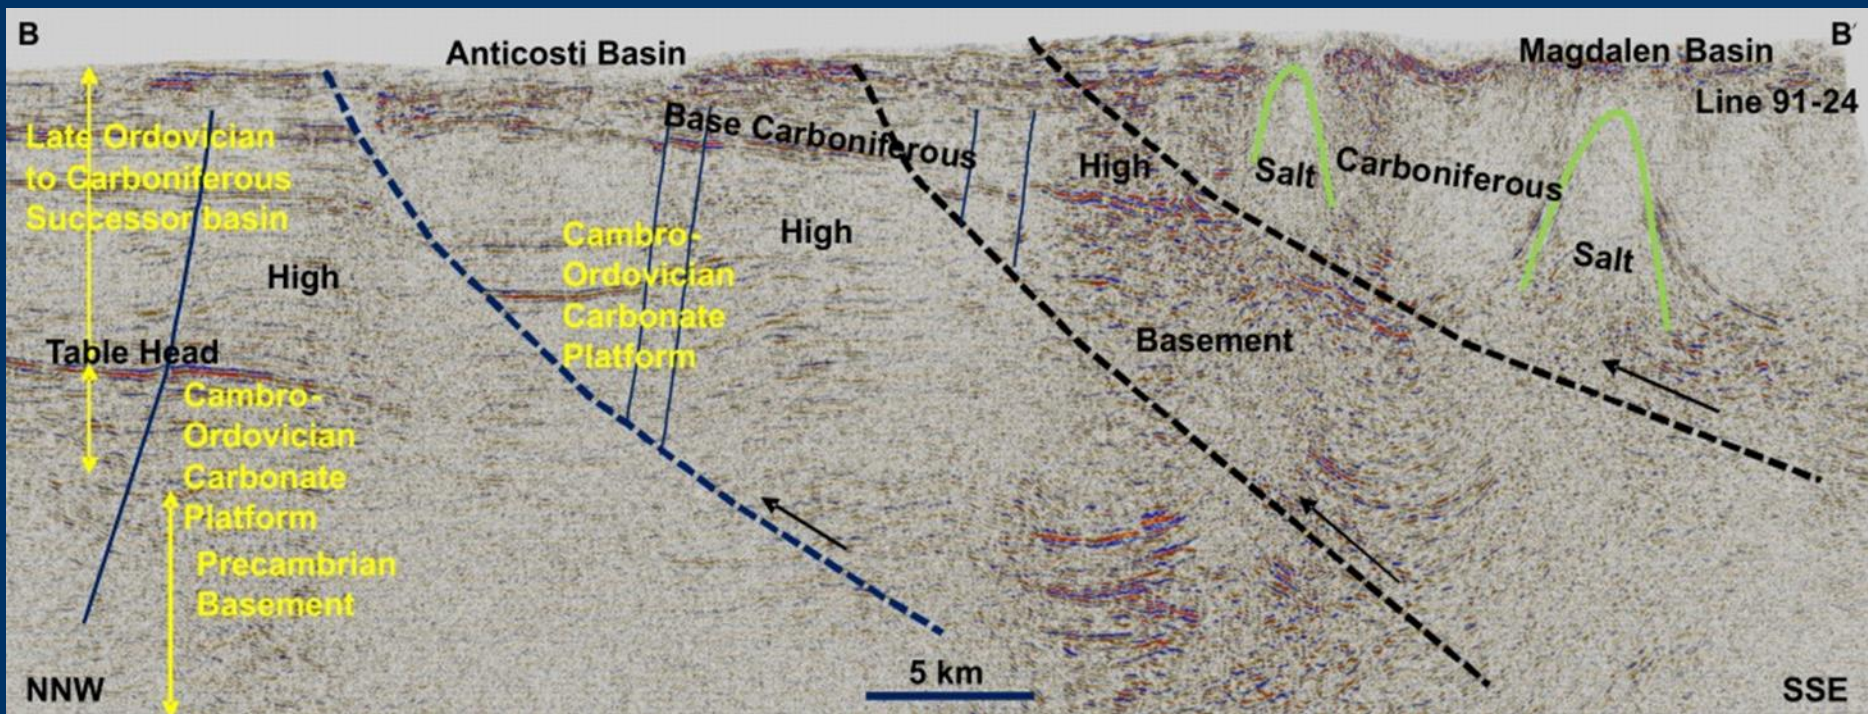 B
Anticosti Basin
Magdalen Basin
B′
Line 91-24
Late Ordovician
to Carboniferous
Successor basin
Base Carboniferous
High
Salt
Carboniferous
High
Cambro-
Ordovician
Carbonate
Platform
High
Salt
Table Head
Basement
Cambro-
Ordovician
Carbonate
Platform
Precambrian
Basement
5 km
NNW
SSE